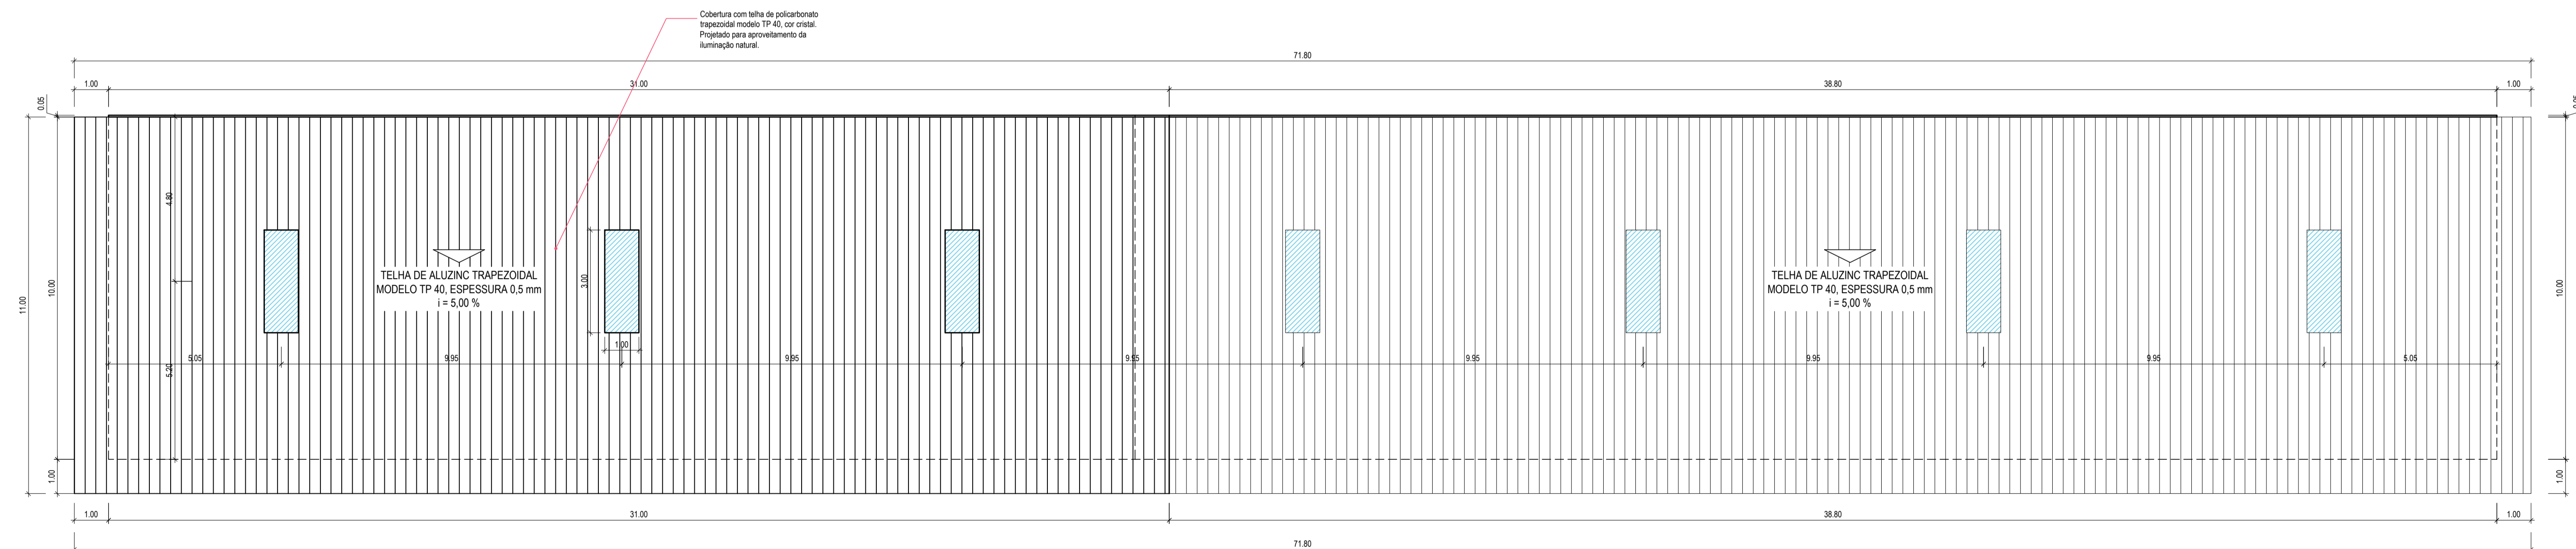 Cobertura com telha de policarbonato
trapezoidal modelo TP 40, cor cristal.
Projetado para aproveitamento da
iluminação natural.
71.80
1.00
31.00
38.80
1.00
0.05
0.05
4.80
11.00
10.00
3.00
10.00
TELHA DE ALUZINC TRAPEZOIDAL
MODELO TP 40, ESPESSURA 0,5 mm
i = 5,00 %
TELHA DE ALUZINC TRAPEZOIDAL
MODELO TP 40, ESPESSURA 0,5 mm
i = 5,00 %
1.00
5.05
9.95
9.95
9.95
9.95
9.95
9.95
5.05
5.20
1.00
1.00
1.00
31.00
38.80
1.00
71.80